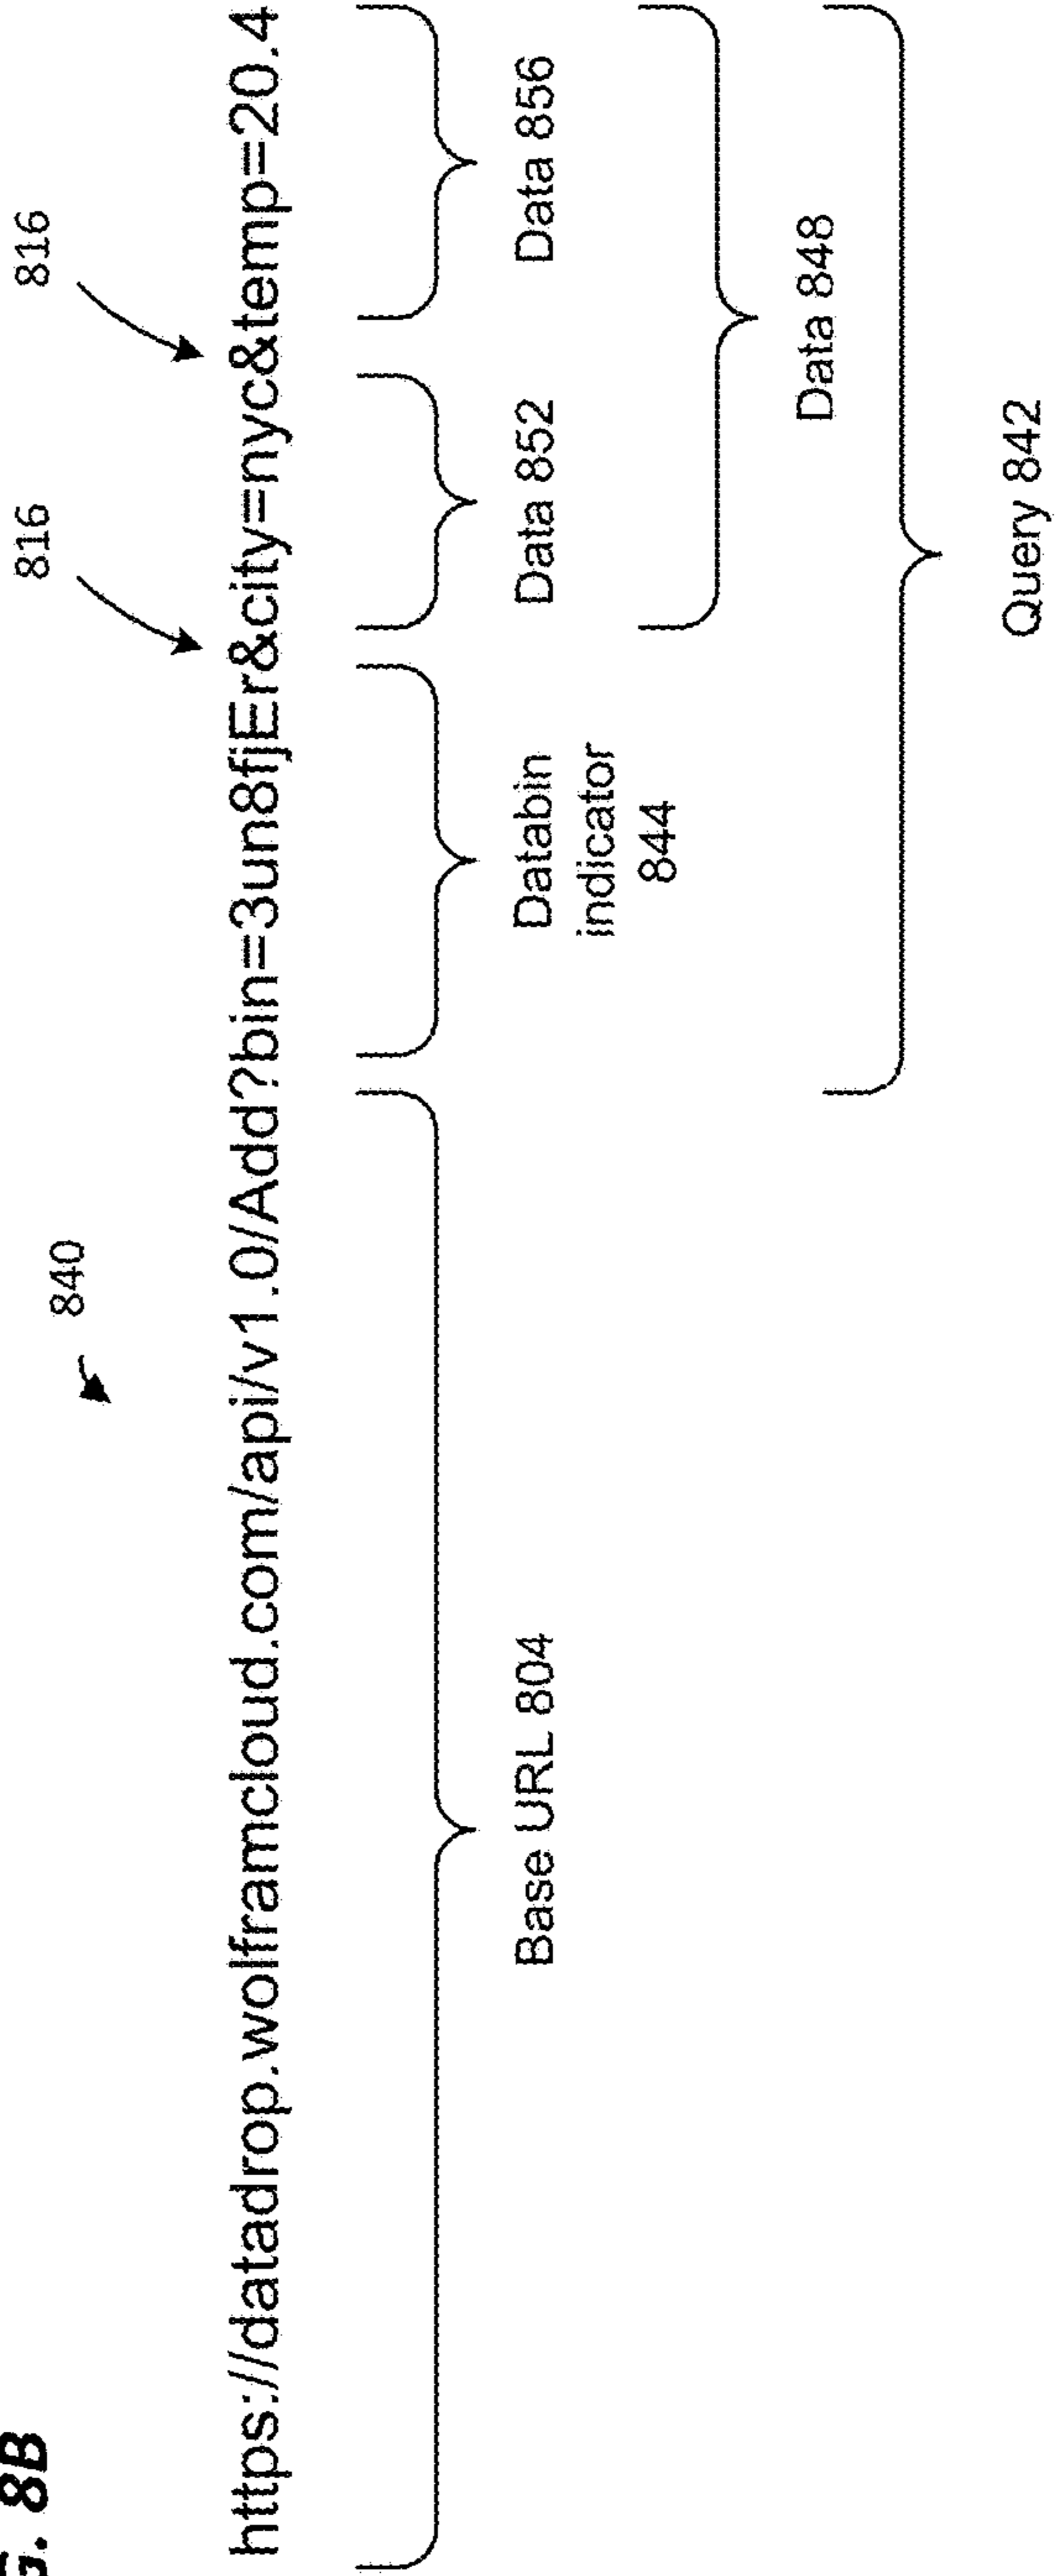 G. 8B
840
816
816
https://datadrop.wolframcloud.com/api/v1.0/Add?bin=3un8fjEr&city=nyc&temp=20.4
Base URL 804
Databin
indicator
844
Data 852
Data 856
Data 848
Query 842